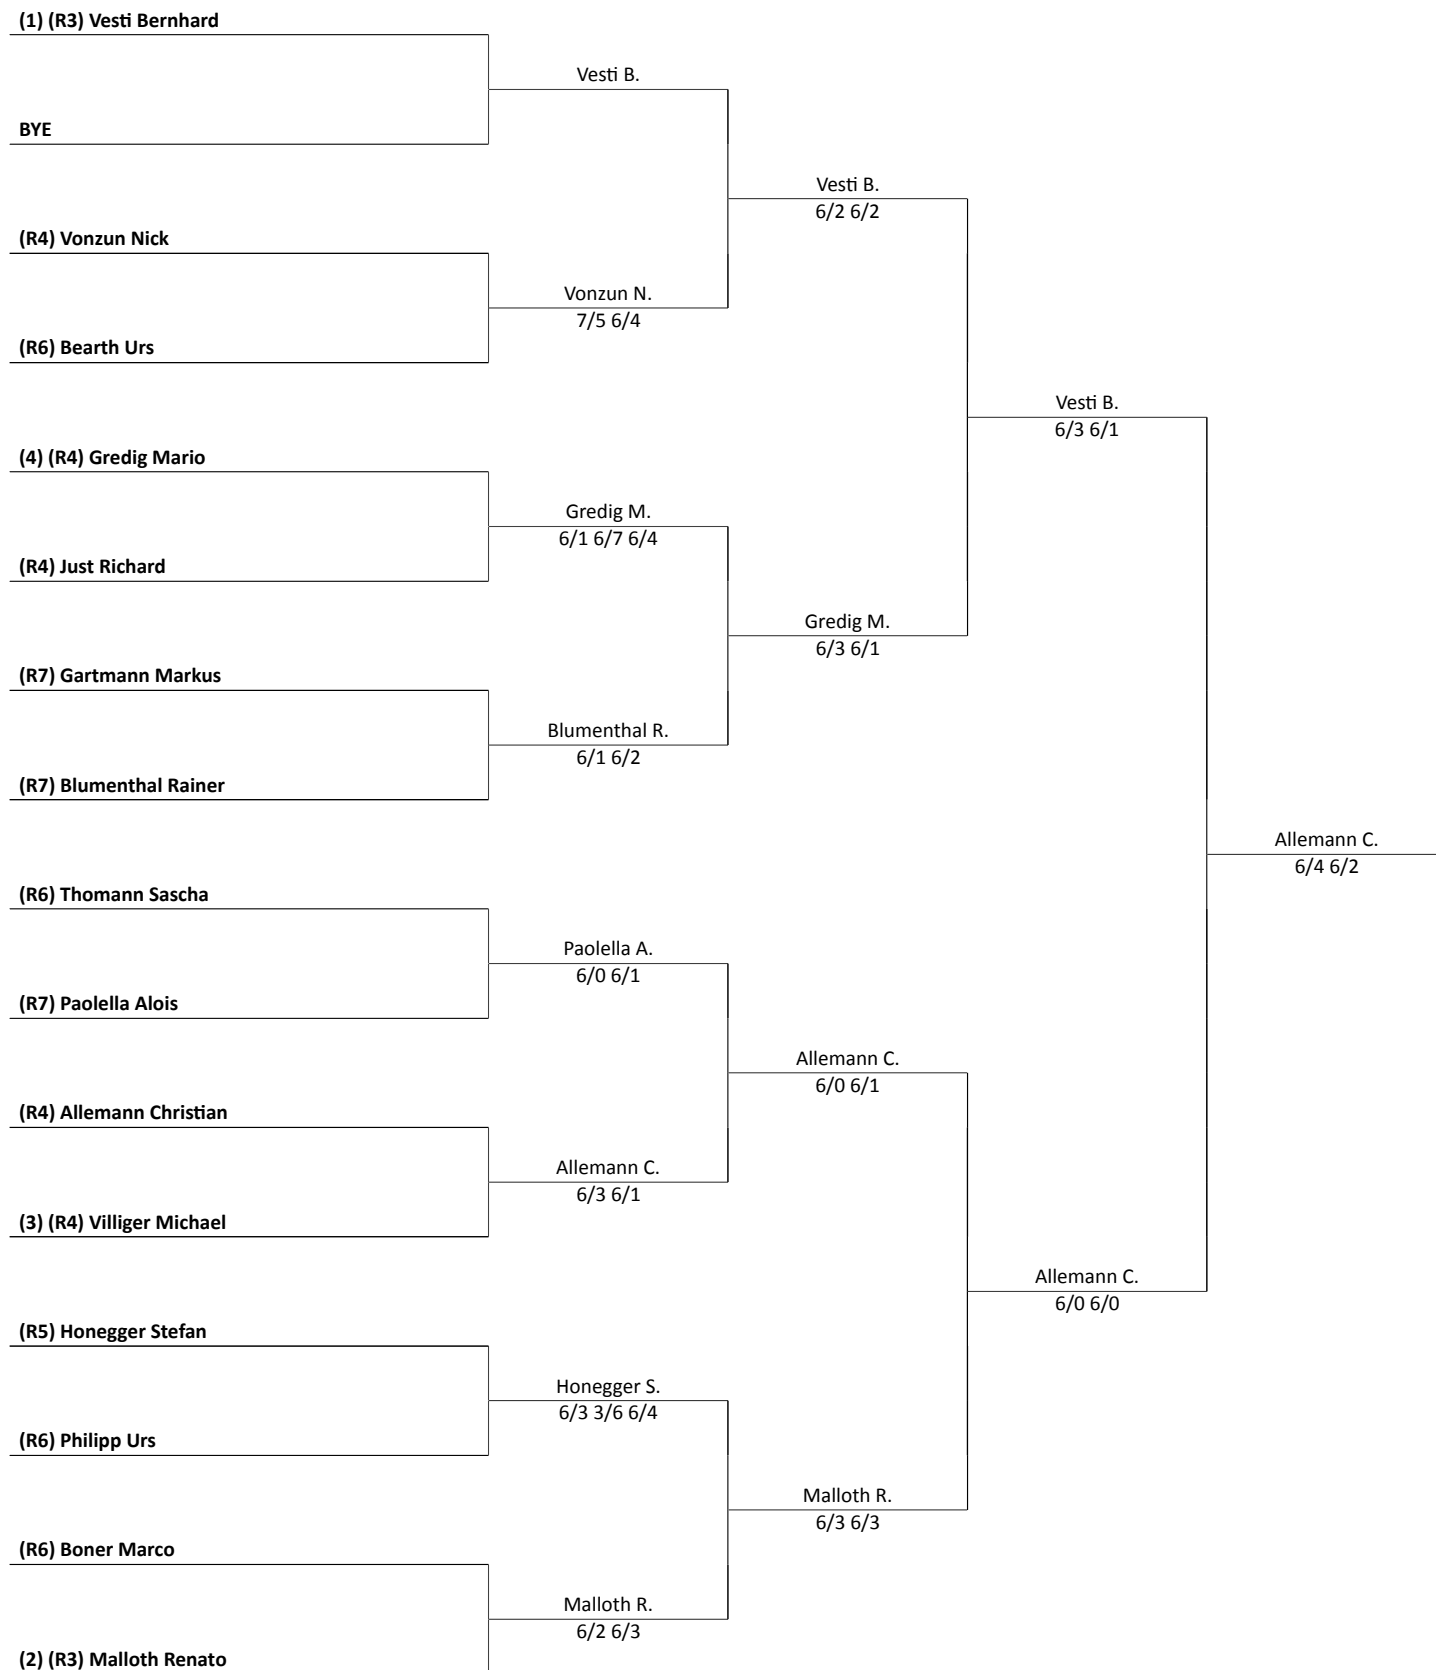 (1) (R3) Vesti Bernhard
Vesti B.
BYE
Vesti B.
6/2 6/2
(R4) Vonzun Nick
Vonzun N.
7/5 6/4
(R6) Bearth Urs
Vesti B.
6/3 6/1
(4) (R4) Gredig Mario
Gredig M.
6/1 6/7 6/4
(R4) Just Richard
Gredig M.
6/3 6/1
(R7) Gartmann Markus
Blumenthal R.
6/1 6/2
(R7) Blumenthal Rainer
Allemann C.
6/4 6/2
(R6) Thomann Sascha
Paolella A.
6/0 6/1
(R7) Paolella Alois
Allemann C.
6/0 6/1
(R4) Allemann Christian
Allemann C.
6/3 6/1
(3) (R4) Villiger Michael
Allemann C.
6/0 6/0
(R5) Honegger Stefan
Honegger S.
6/3 3/6 6/4
(R6) Philipp Urs
Malloth R.
6/3 6/3
(R6) Boner Marco
Malloth R.
6/2 6/3
(2) (R3) Malloth Renato